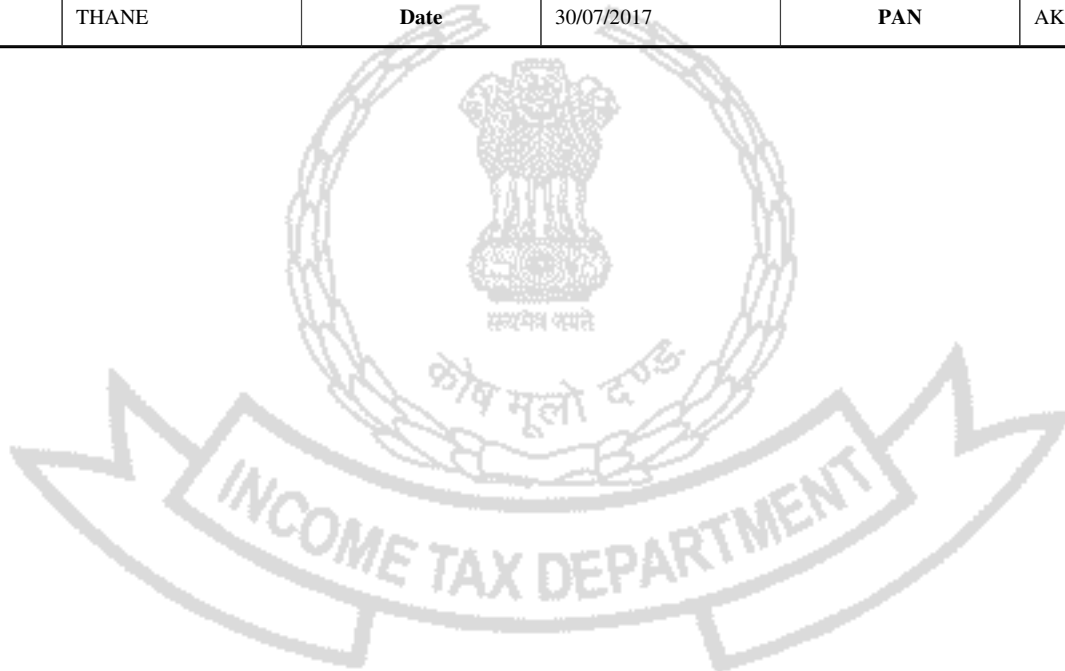 THANE Date 30/07/2017 PAN AK
सत्यमेव जयते
कोष मूलो दण्ड
INCOME TAX DEPARTMENT